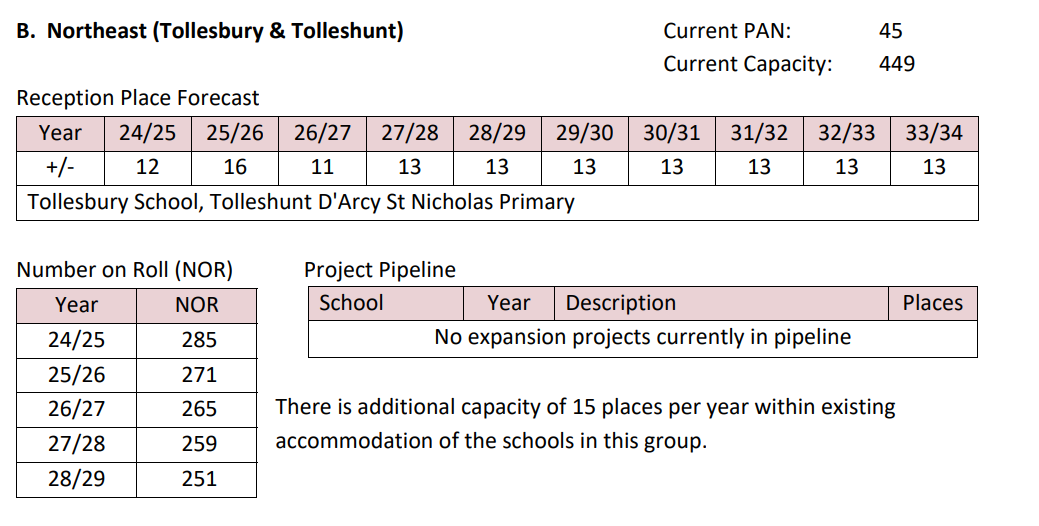 B. Northeast (Tollesbury & Tolleshunt) Current PAN: 45
Current Capacity: 449
Reception Place Forecast
Year 24/25 25/26 26/27 27/28 28/29 29/30 30/31 31/32 32/33 33/34
+/- 12 16 11 13 13 13 13 13 13 13
Tollesbury School, Tolleshunt D'Arcy St Nicholas Primary
Number on Roll (NOR)
Year NOR
24/25 285
25/26 271
26/27 265
27/28 259
28/29 251
Project Pipeline
School Year Description Places
No expansion projects currently in pipeline
There is additional capacity of 15 places per year within existing
accommodation of the schools in this group.